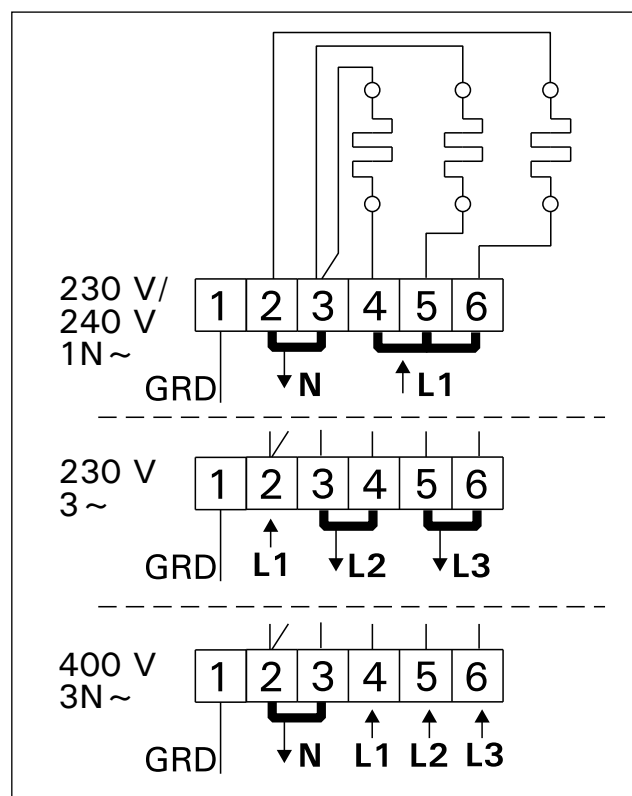 230 V/
240 V
1N~
1 2 3 4 5 6
GRD
N
L1
230 V
3~
1 2 3 4 5 6
GRD
L1
L2
L3
400 V
3N~
1 2 3 4 5 6
GRD
N
L1
L2
L3